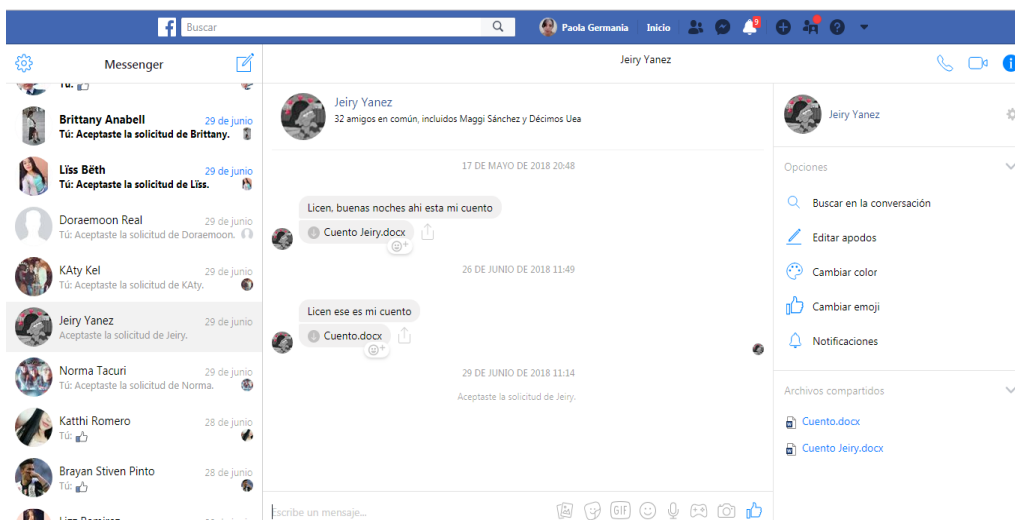 f
Buscar
Paola Germania
Inicio
9
Messenger
Jeiry Yanez
Tú:
Brittany Anabell
29 de junio
Tú: Aceptaste la solicitud de Brittany.
Lïss Bëth
29 de junio
Tú: Aceptaste la solicitud de Lïss.
Doraemoon Real
29 de junio
Tú: Aceptaste la solicitud de Doraemoon.
KAty Kel
29 de junio
Tú: Aceptaste la solicitud de KAty.
Jeiry Yanez
29 de junio
Aceptaste la solicitud de Jeiry.
Norma Tacuri
29 de junio
Tú: Aceptaste la solicitud de Norma.
Katthi Romero
28 de junio
Tú:
Brayan Stiven Pinto
28 de junio
Tú:
Jeiry Yanez
32 amigos en común, incluidos Maggi Sánchez y Décimos Uea
17 DE MAYO DE 2018 20:48
Licen, buenas noches ahi esta mi cuento
Cuento Jeiry.docx
26 DE JUNIO DE 2018 11:49
Licen ese es mi cuento
Cuento.docx
29 DE JUNIO DE 2018 11:14
Aceptaste la solicitud de Jeiry.
Escribe un mensaje...
GIF
Jeiry Yanez
Opciones
Buscar en la conversación
Editar apodos
Cambiar color
Cambiar emoji
Notificaciones
Archivos compartidos
Cuento.docx
Cuento Jeiry.docx